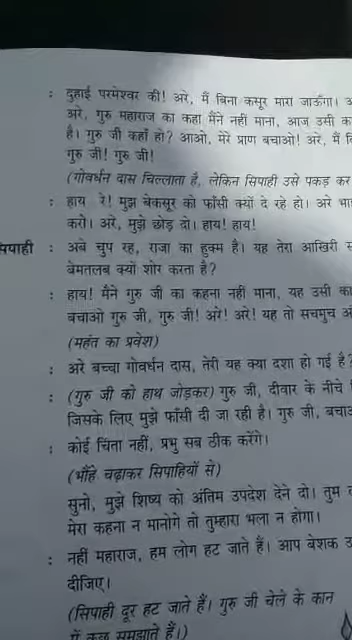 : दुहाई परमेश्वर की! अरे, मैं बिना कसूर मारा जाऊँगा।
अरे, गुरु महाराज का कहा मैंने नहीं माना, आज उसी का
है। गुरु जी कहाँ हो? आओ, मेरे प्राण बचाओ! अरे, मैं
गुरु जी! गुरु जी!
(गोवर्धन दास चिल्लाता है, लेकिन सिपाही उसे पकड़ कर
: हाय रे! मुझ बेकसूर को फाँसी क्यों दे रहे हो। अरे
करो। अरे, मुझे छोड़ दो। हाय! हाय!
सिपाही : अबे चुप रह, राजा का हुक्म है। यह तेरा आखिरी
बेमतलब क्यों शोर करता है?
: हाय! मैंने गुरु जी का कहना नहीं माना, यह उसी का
बचाओ गुरु जी, गुरु जी! अरे! अरे! यह तो सचमुच
(महंत का प्रवेश)
: अरे बच्चा गोवर्धन दास, तेरी यह क्या दशा हो गई है?
: (गुरु जी को हाथ जोड़कर) गुरु जी, दीवार के नीचे
जिसके लिए मुझे फाँसी दी जा रही है। गुरु जी,
: कोई चिंता नहीं, प्रभु सब ठीक करेंगे।
(भौंहे चढ़ाकर सिपाहियों से)
सुनो, मुझे शिष्य को अंतिम उपदेश देने दो। तुम
मेरा कहना न मानोगे तो तुम्हारा भला न होगा।
: नहीं महाराज, हम लोग हट जाते हैं। आप बेशक
दीजिए।
(सिपाही दूर हट जाते हैं। गुरु जी चेले के कान
में कुछ समझाते हैं।)